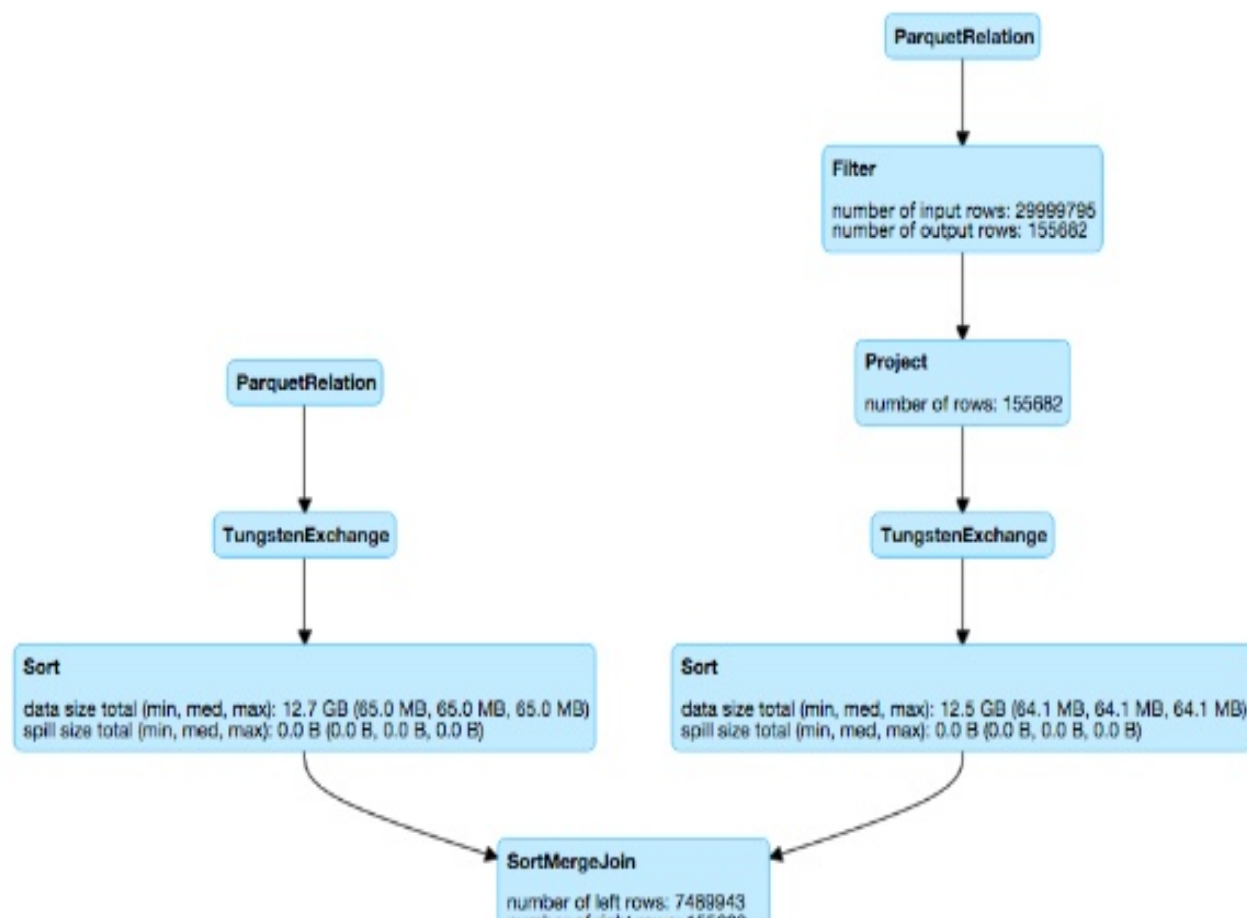 ParquetRelation
Filter
number of input rows: 29999795
number of output rows: 155682
Project
number of rows: 155682
ParquetRelation
TungstenExchange
TungstenExchange
Sort
data size total (min, med, max): 12.7 GB (65.0 MB, 65.0 MB, 65.0 MB)
spill size total (min, med, max): 0.0 B (0.0 B, 0.0 B, 0.0 B)
Sort
data size total (min, med, max): 12.5 GB (64.1 MB, 64.1 MB, 64.1 MB)
spill size total (min, med, max): 0.0 B (0.0 B, 0.0 B, 0.0 B)
SortMergeJoin
number of left rows: 7489943